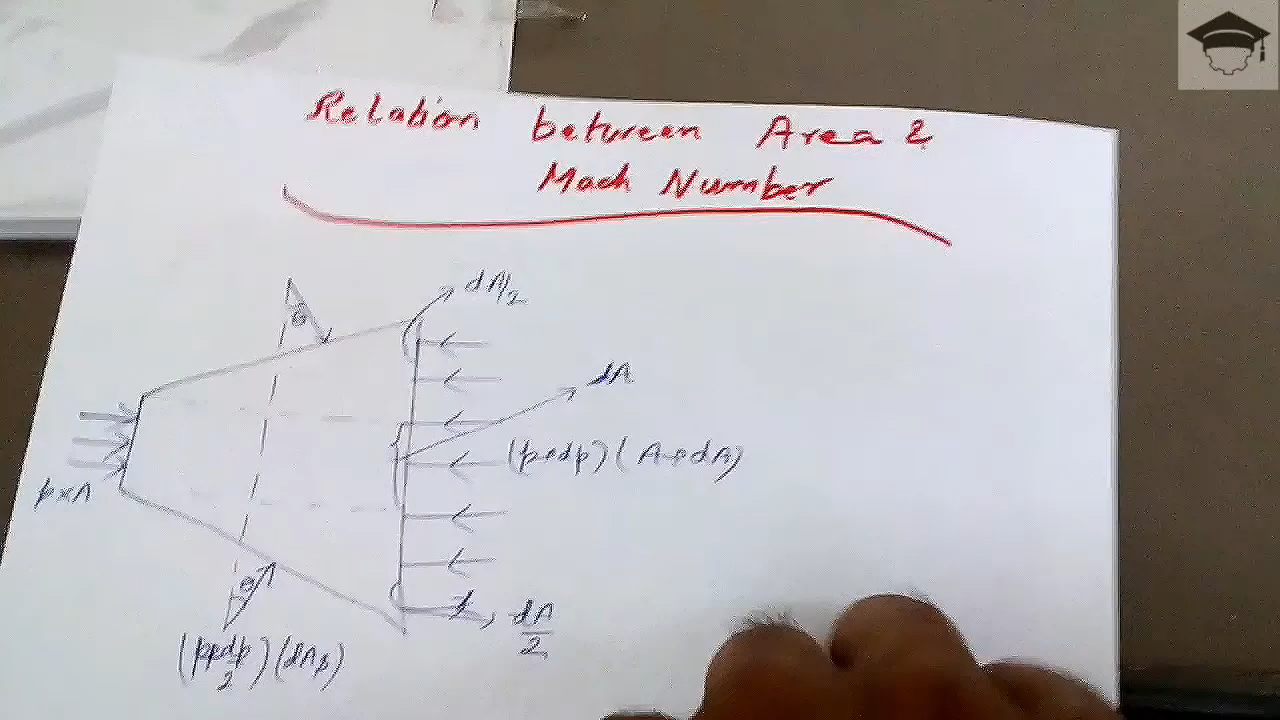 Relation between Area &
Mach Number
dA/2
θ
dA
(p+dp) (A+dA)
p×A
θ
dA
2
(p+dp/2) (dAs)